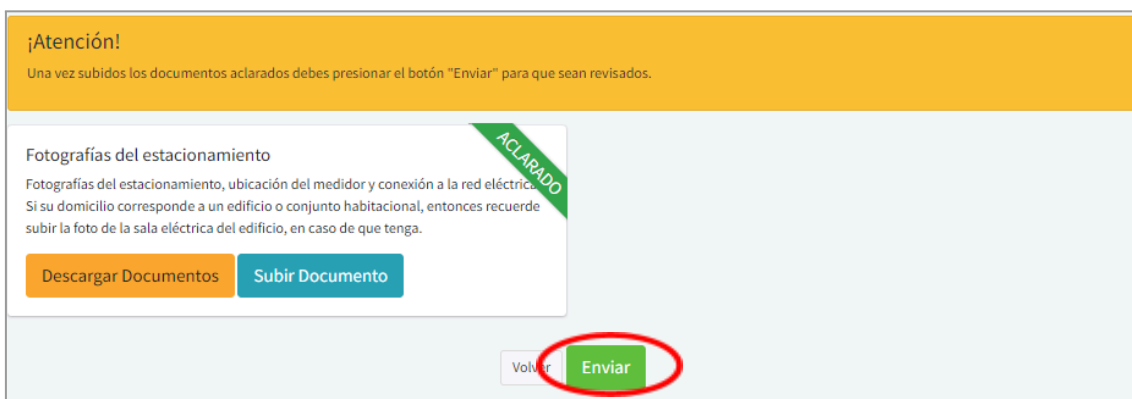 ¡Atención!
Una vez subidos los documentos aclarados debes presionar el botón "Enviar" para que sean revisados.
ACLARADO
Fotografías del estacionamiento
Fotografías del estacionamiento, ubicación del medidor y conexión a la red eléctrica
Si su domicilio corresponde a un edificio o conjunto habitacional, entonces recuerde
subir la foto de la sala eléctrica del edificio, en caso de que tenga.
Descargar Documentos Subir Documento
Volver Enviar